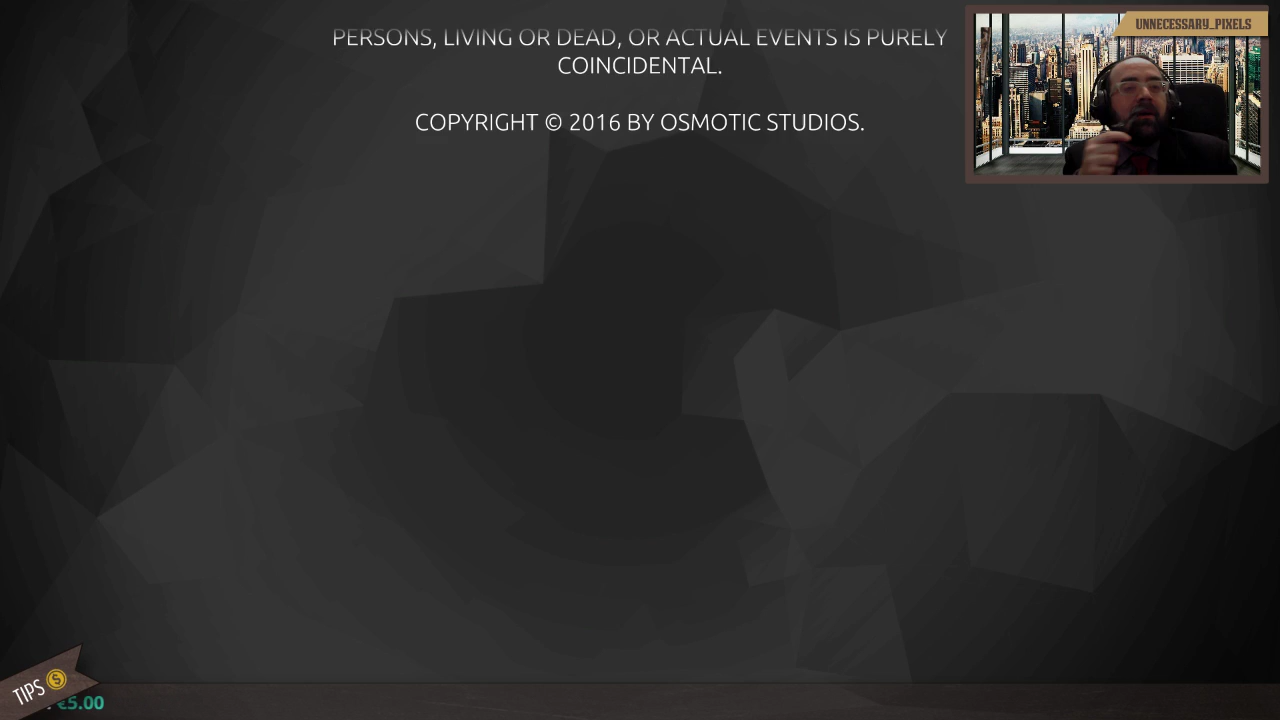 PERSONS, LIVING OR DEAD, OR ACTUAL EVENTS IS PURELY
COINCIDENTAL.
COPYRIGHT © 2016 BY OSMOTIC STUDIOS.
UNNECESSARY_PIXELS
TIPS
€5.00